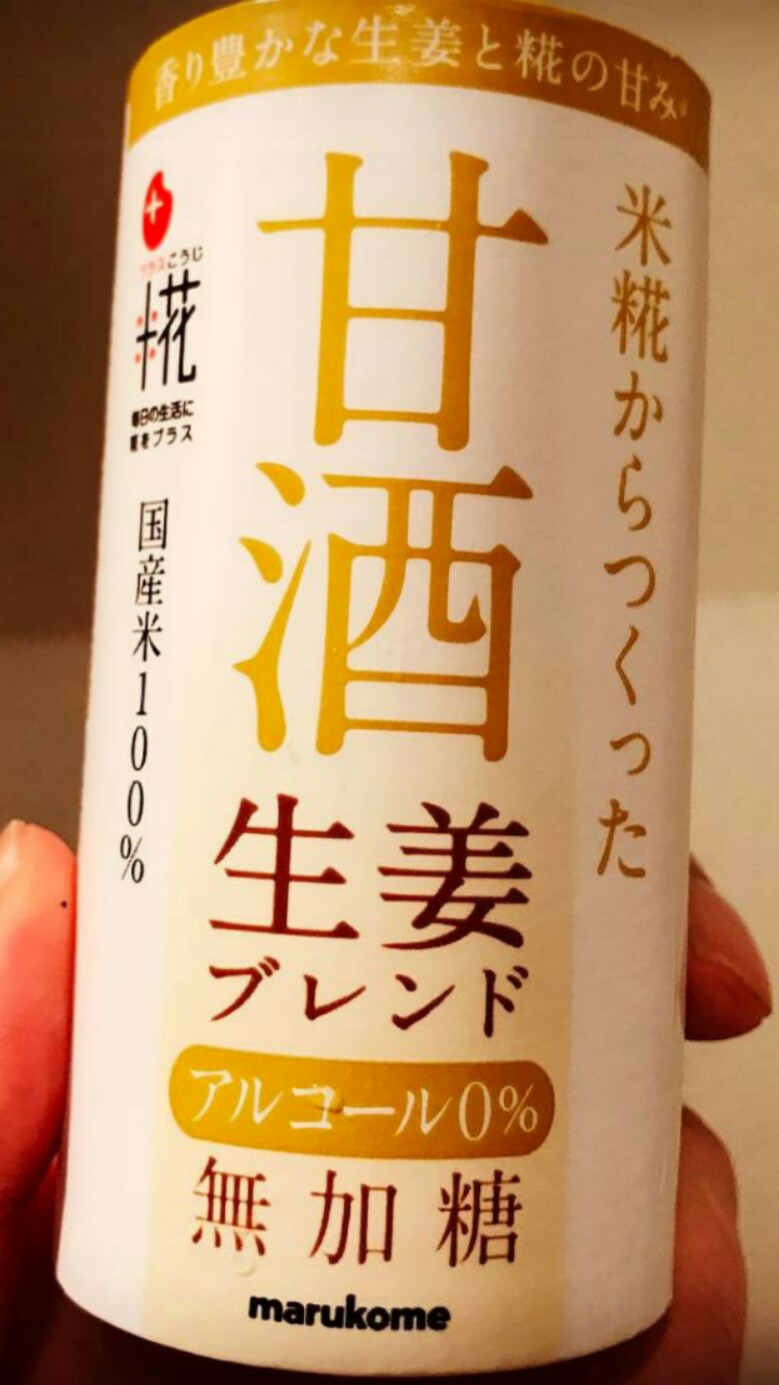 香り豊かな生姜と糀の甘み
米糀からつくった
甘酒
生姜
ブレンド
アルコール0%
無加糖
marukome
プラスこうじ
糀
毎日の生活に
糀をプラス
国産米100%